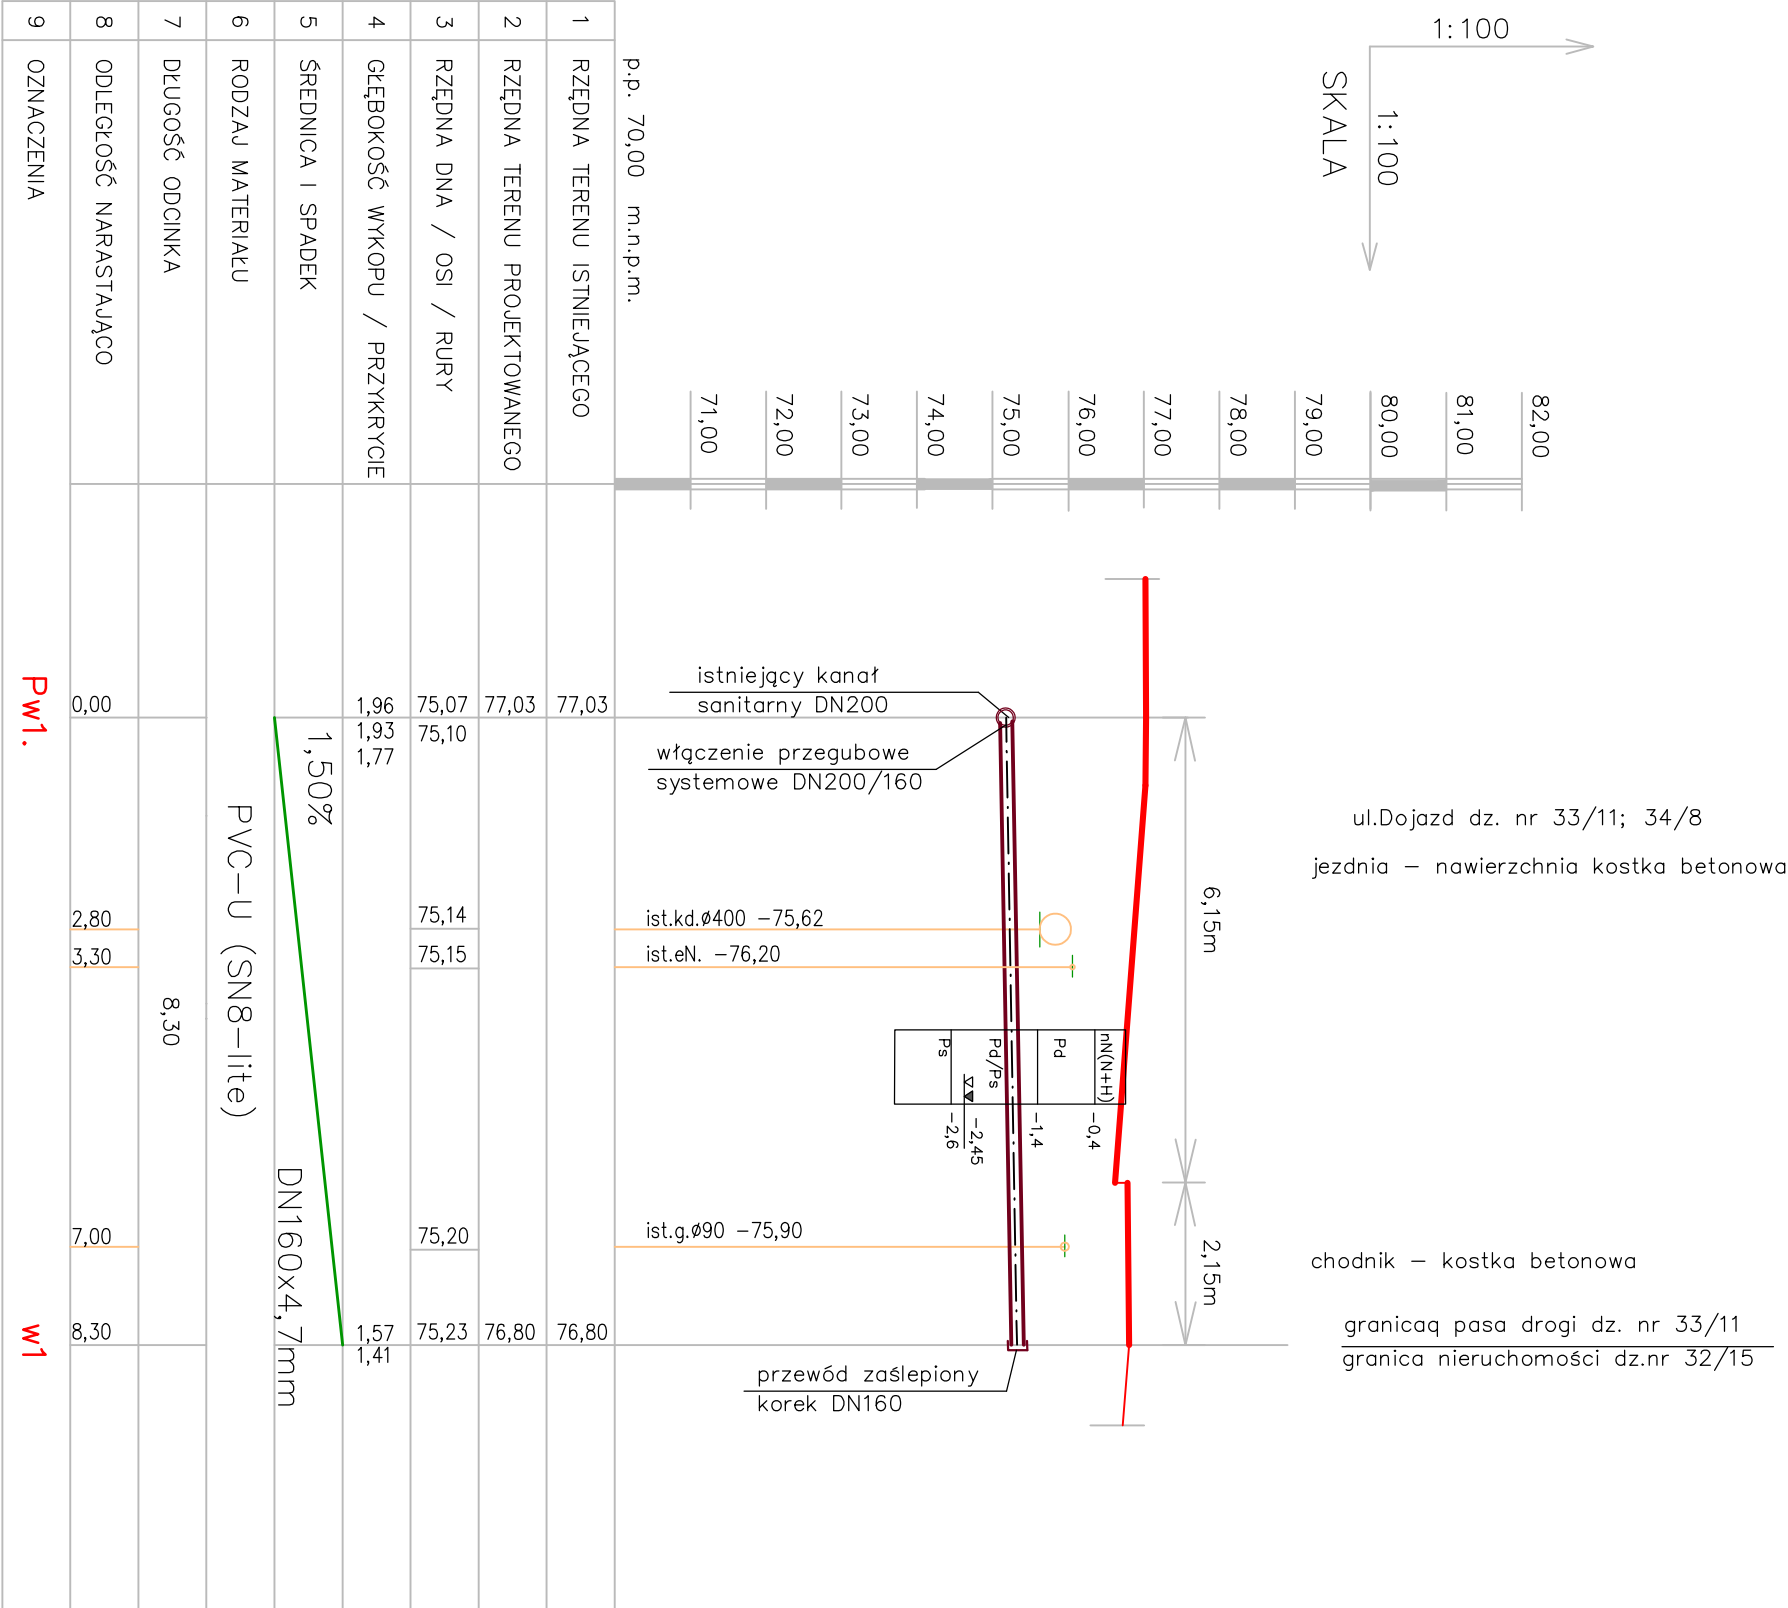 1:100
1:100
SKALA
82,00
81,00
80,00
79,00
78,00
77,00
76,00
75,00
74,00
73,00
72,00
71,00
p.p. 70,00 m.n.p.m.
ul.Dojazd dz. nr 33/11; 34/8
jezdnia – nawierzchnia kostka betonowa
6,15m
2,15m
chodnik – kostka betonowa
granicaq pasa drogi dz. nr 33/11
granica nieruchomości dz.nr 32/15
istniejący kanał
sanitarny DN200
włączenie przegubowe
systemowe DN200/160
ist.kd.ø400 –75,62
ist.eN. –76,20
nN(N+H)
Pd
Pd/Ps
Ps
–0,4
–1,4
–2,45
–2,6
ist.g.ø90 –75,90
przewód zaślepiony
korek DN160
1 RZĘDNA TERENU ISTNIEJĄCEGO
77,03
76,80
2 RZĘDNA TERENU PROJEKTOWANEGO
77,03
76,80
3 RZĘDNA DNA / OSI / RURY
75,07
75,10
75,14
75,15
75,20
75,23
4 GŁĘBOKOŚĆ WYKOPU / PRZYKRYCIE
1,96
1,93
1,77
1,57
1,41
5 ŚREDNICA I SPADEK
1,50%
DN160x4,7mm
6 RODZAJ MATERIAŁU
PVC–U (SN8–lite)
7 DŁUGOŚĆ ODCINKA
8,30
8 ODLEGŁOŚĆ NARASTAJĄCO
0,00
2,80
3,30
7,00
8,30
9 OZNACZENIA
Pw1.
w1